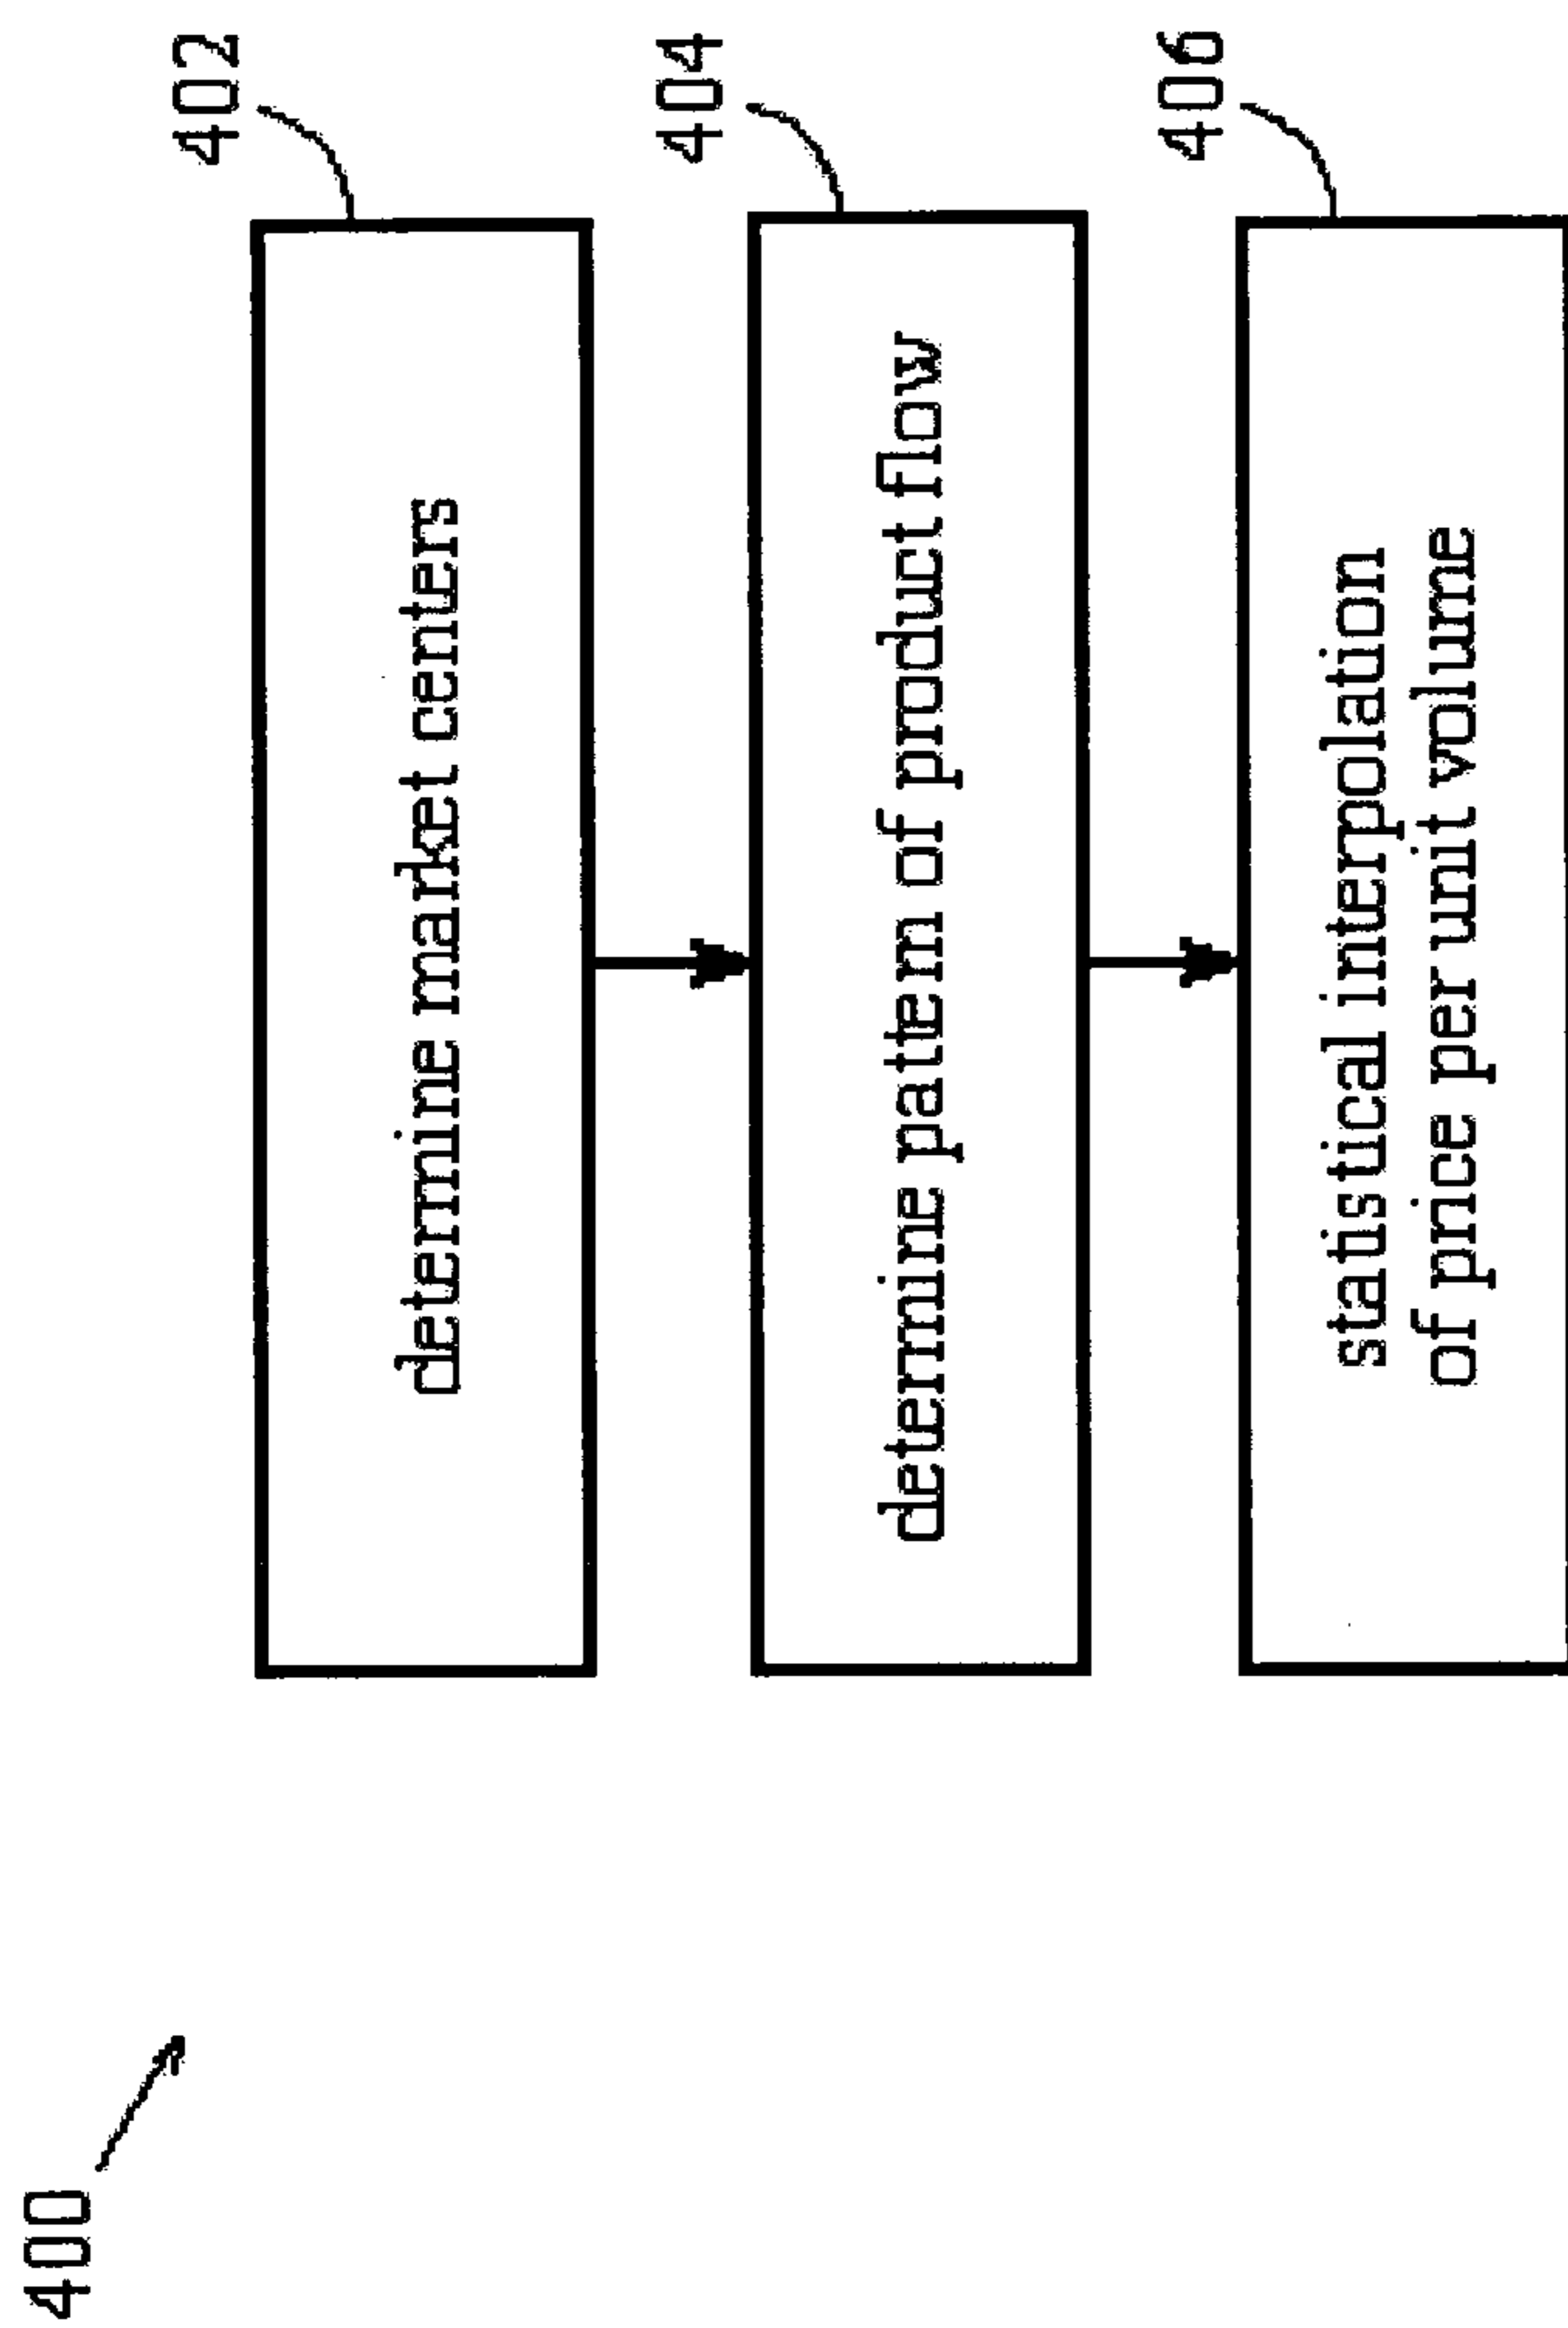 400
402
determine market centers
404
determine pattern of product flow
406
statistical interpolation
of price per unit volume